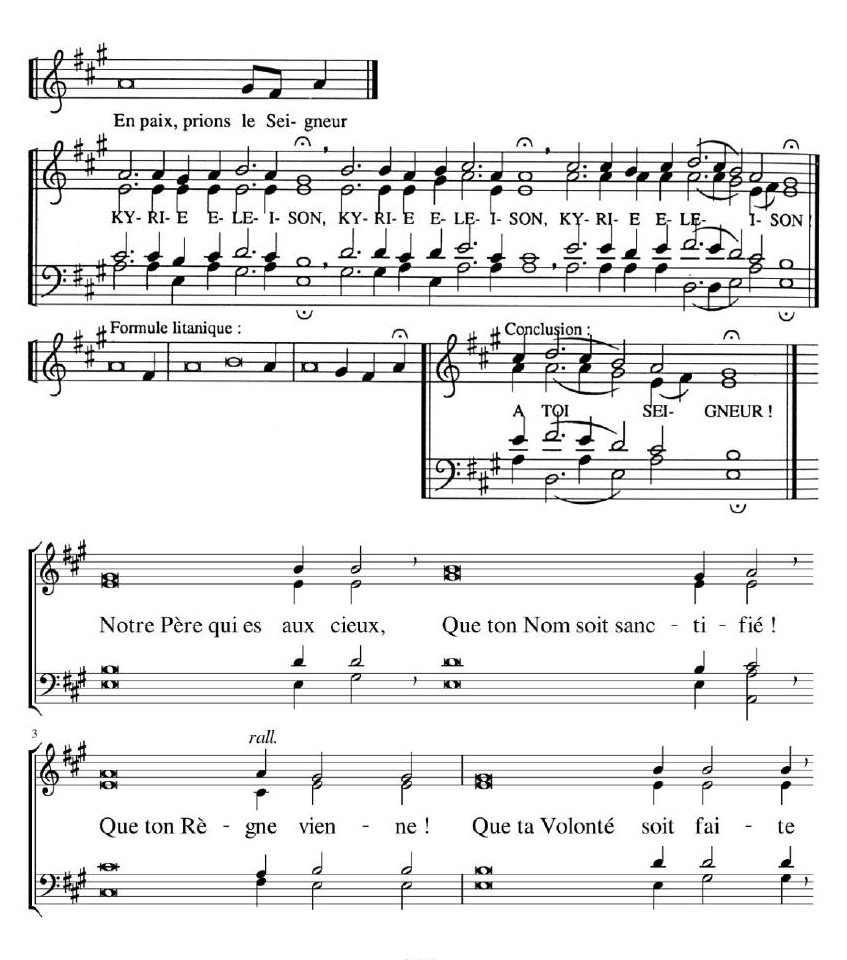 En paix, prions le Sei- gneur
KY- RIE E- LE- I- SON, KY- RI- E E- LE- I- SON, KY- RI- E E- LE- I- SON !
Formule litanique :
Conclusion :
A TOI SEI- GNEUR !
Notre Père qui es aux cieux, Que ton Nom soit sanc - ti - fié !
3
rall.
Que ton Rè - gne vien - ne ! Que ta Volonté soit fai - te